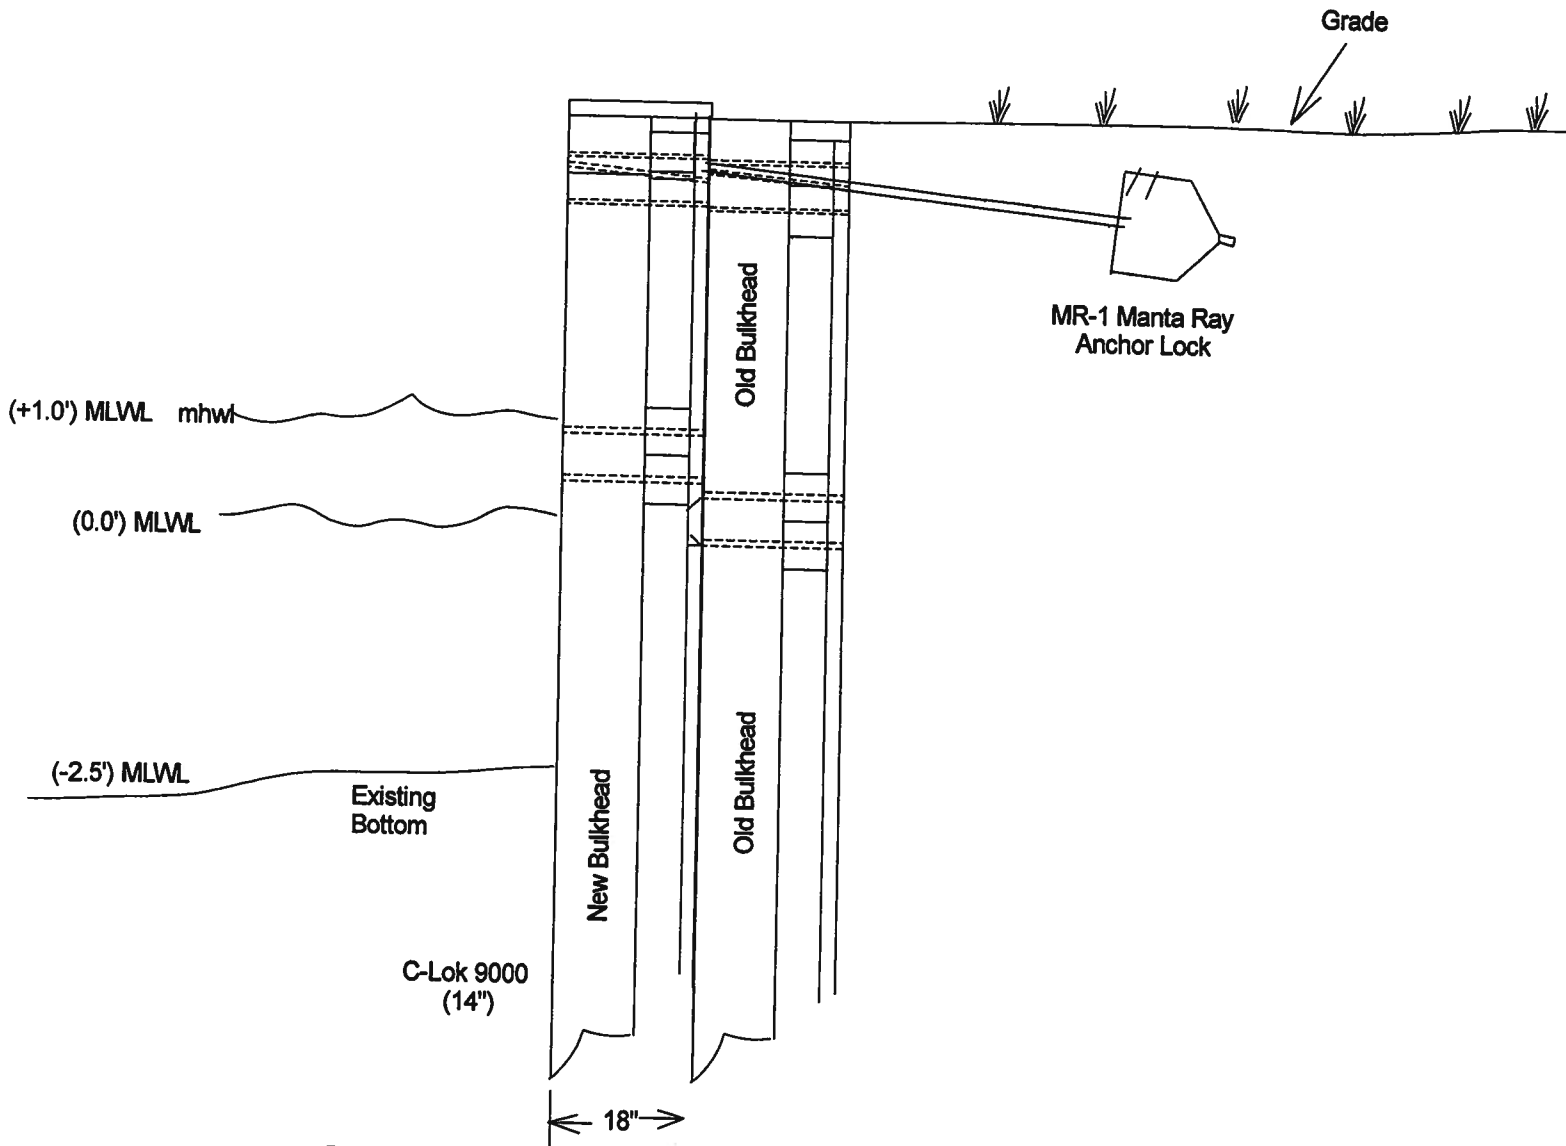 Grade
MR-1 Manta Ray
Anchor Lock
Old Bulkhead
(+1.0') MLWL mhwl
(0.0') MLWL
(-2.5') MLWL
Existing
Bottom
New Bulkhead
Old Bulkhead
C-Lok 9000
(14")
18"